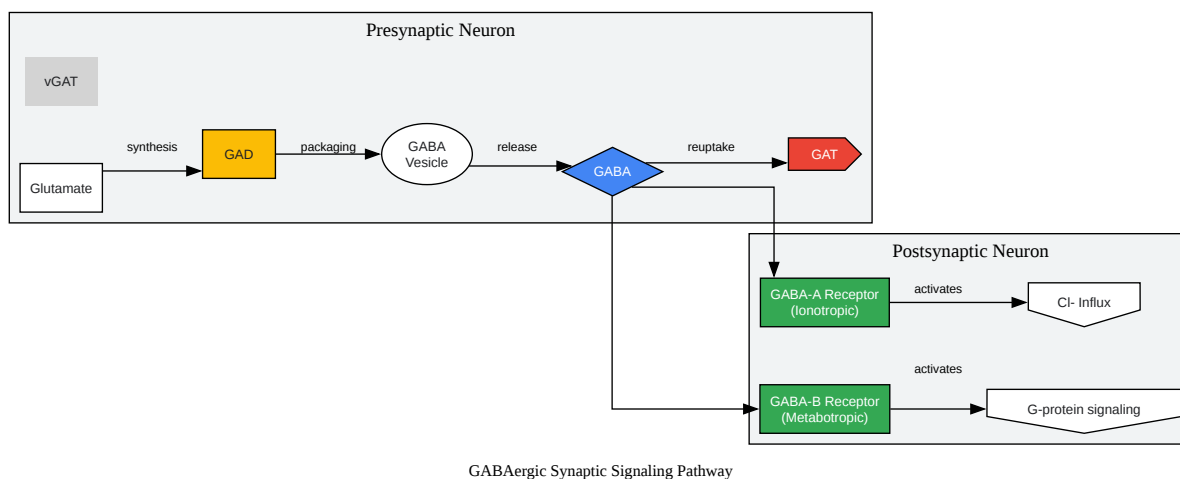 Presynaptic Neuron
vGAT
synthesis
packaging
release
reuptake
Glutamate
GAD
GABA
Vesicle
GABA
GAT
Postsynaptic Neuron
GABA-A Receptor
(Ionotropic)
activates
Cl- Influx
GABA-B Receptor
(Metabotropic)
activates
G-protein signaling
GABAergic Synaptic Signaling Pathway